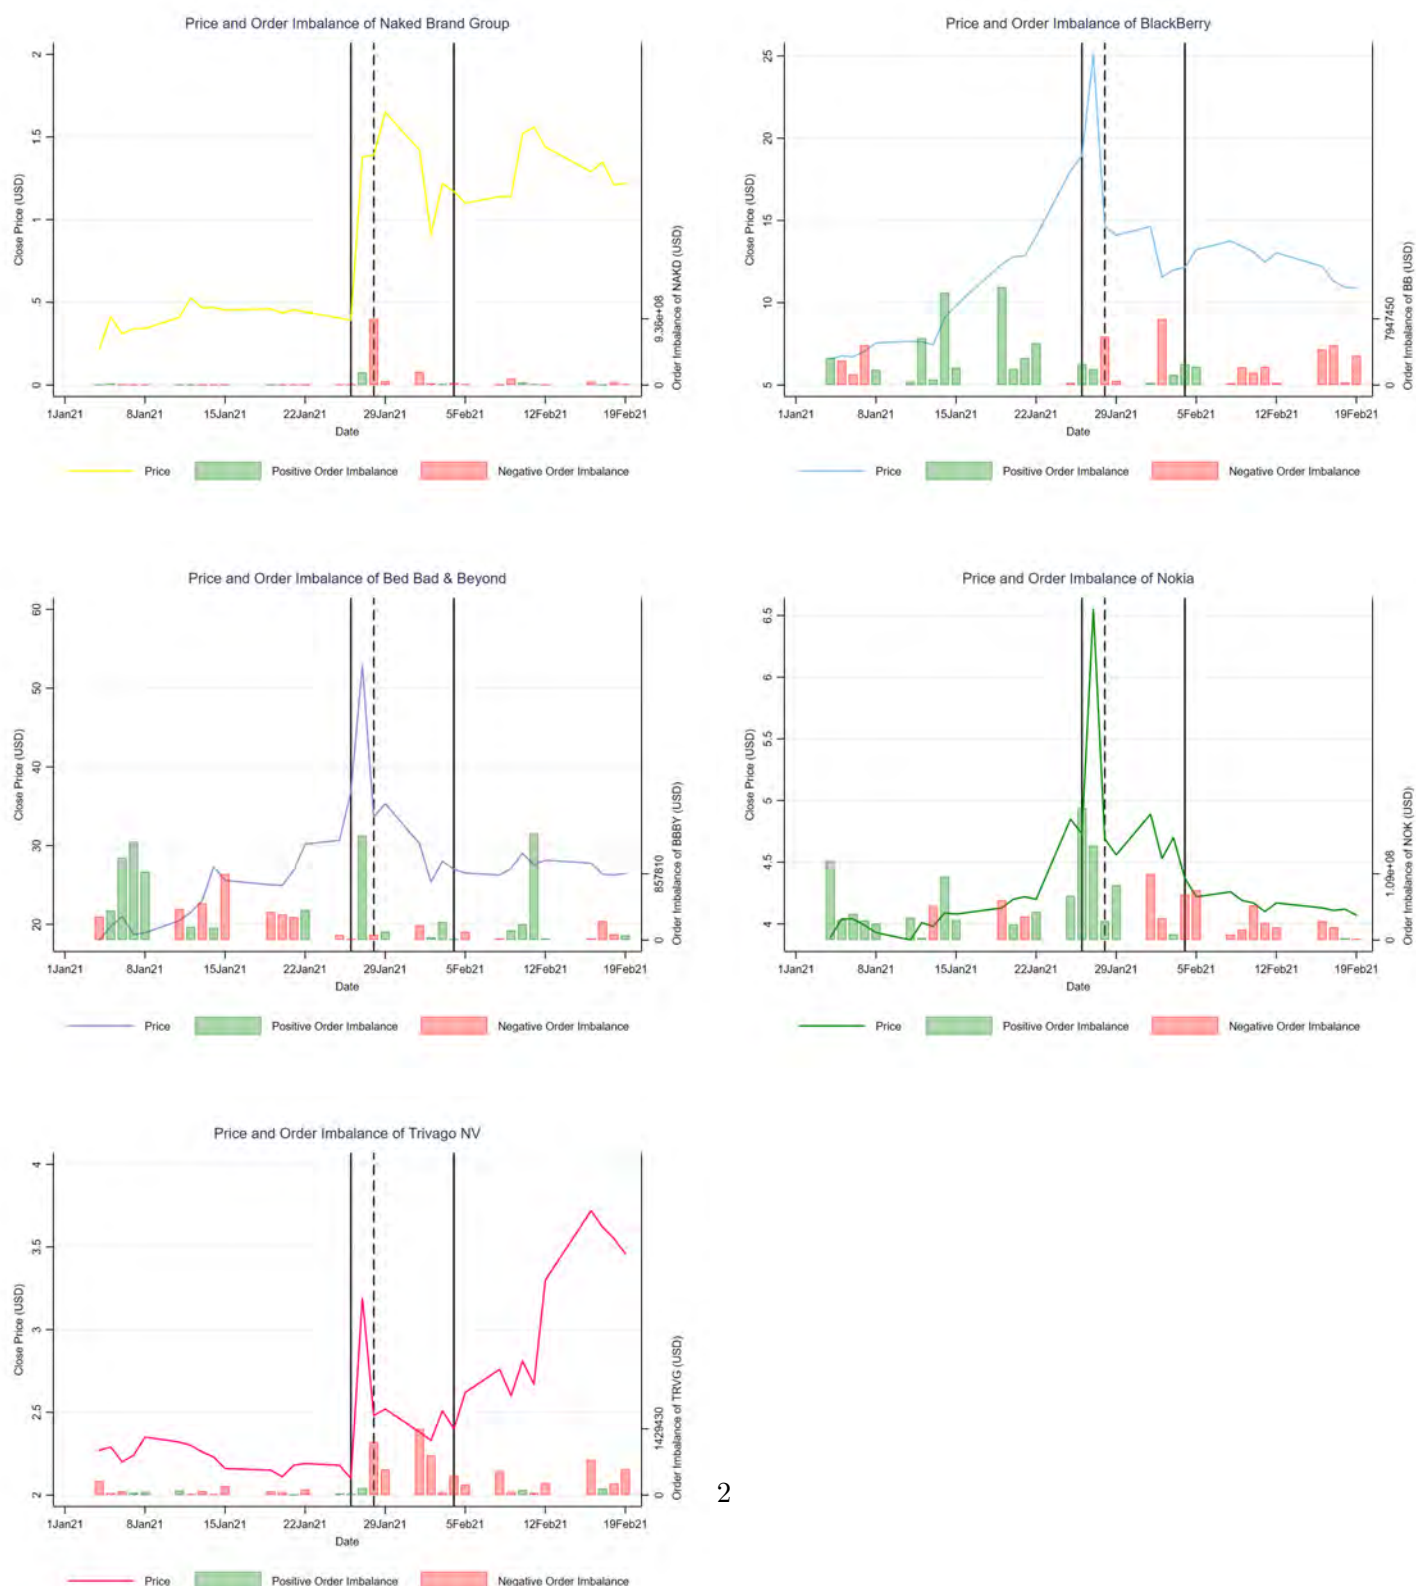 Price and Order Imbalance of Naked Brand Group
Close Price (USD)
0 .5 1 1.5 2
Order Imbalance of NAKD (USD)
0 9.36e+08
1Jan21 8Jan21 15Jan21 22Jan21 29Jan21 5Feb21 12Feb21 19Feb21
Date
Price Positive Order Imbalance Negative Order Imbalance
Price and Order Imbalance of BlackBerry
Close Price (USD)
5 10 15 20 25
Order Imbalance of BB (USD)
0 7947450
1Jan21 8Jan21 15Jan21 22Jan21 29Jan21 5Feb21 12Feb21 19Feb21
Date
Price Positive Order Imbalance Negative Order Imbalance
Price and Order Imbalance of Bed Bad & Beyond
Close Price (USD)
20 30 40 50 60
Order Imbalance of BBBY (USD)
0 857810
1Jan21 8Jan21 15Jan21 22Jan21 29Jan21 5Feb21 12Feb21 19Feb21
Date
Price Positive Order Imbalance Negative Order Imbalance
Price and Order Imbalance of Nokia
Close Price (USD)
4 4.5 5 5.5 6 6.5
Order Imbalance of NOK (USD)
0 1.09e+08
1Jan21 8Jan21 15Jan21 22Jan21 29Jan21 5Feb21 12Feb21 19Feb21
Date
Price Positive Order Imbalance Negative Order Imbalance
Price and Order Imbalance of Trivago NV
Close Price (USD)
2 2.5 3 3.5 4
Order Imbalance of TRVG (USD)
0 1429430
1Jan21 8Jan21 15Jan21 22Jan21 29Jan21 5Feb21 12Feb21 19Feb21
Date
Price Positive Order Imbalance Negative Order Imbalance
2